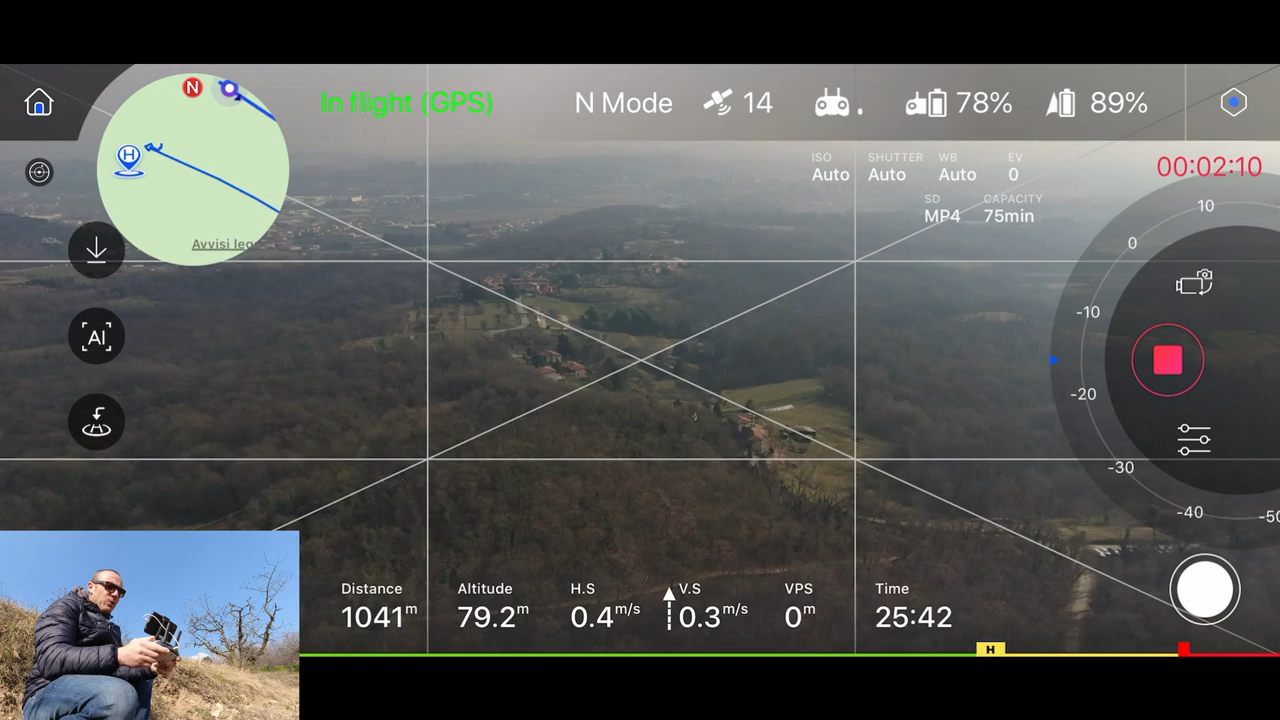 N
In flight (GPS)
N Mode
14
78%
89%
H
Avvisi leg
ISO SHUTTER WB EV
Auto Auto Auto 0
SD CAPACITY
MP4 75min
00:02:10
10
0
-10
-20
-30
-40
-50
AI
Distance Altitude H.S V.S VPS Time
1041m 79.2m 0.4m/s 0.3m/s 0m 25:42
H